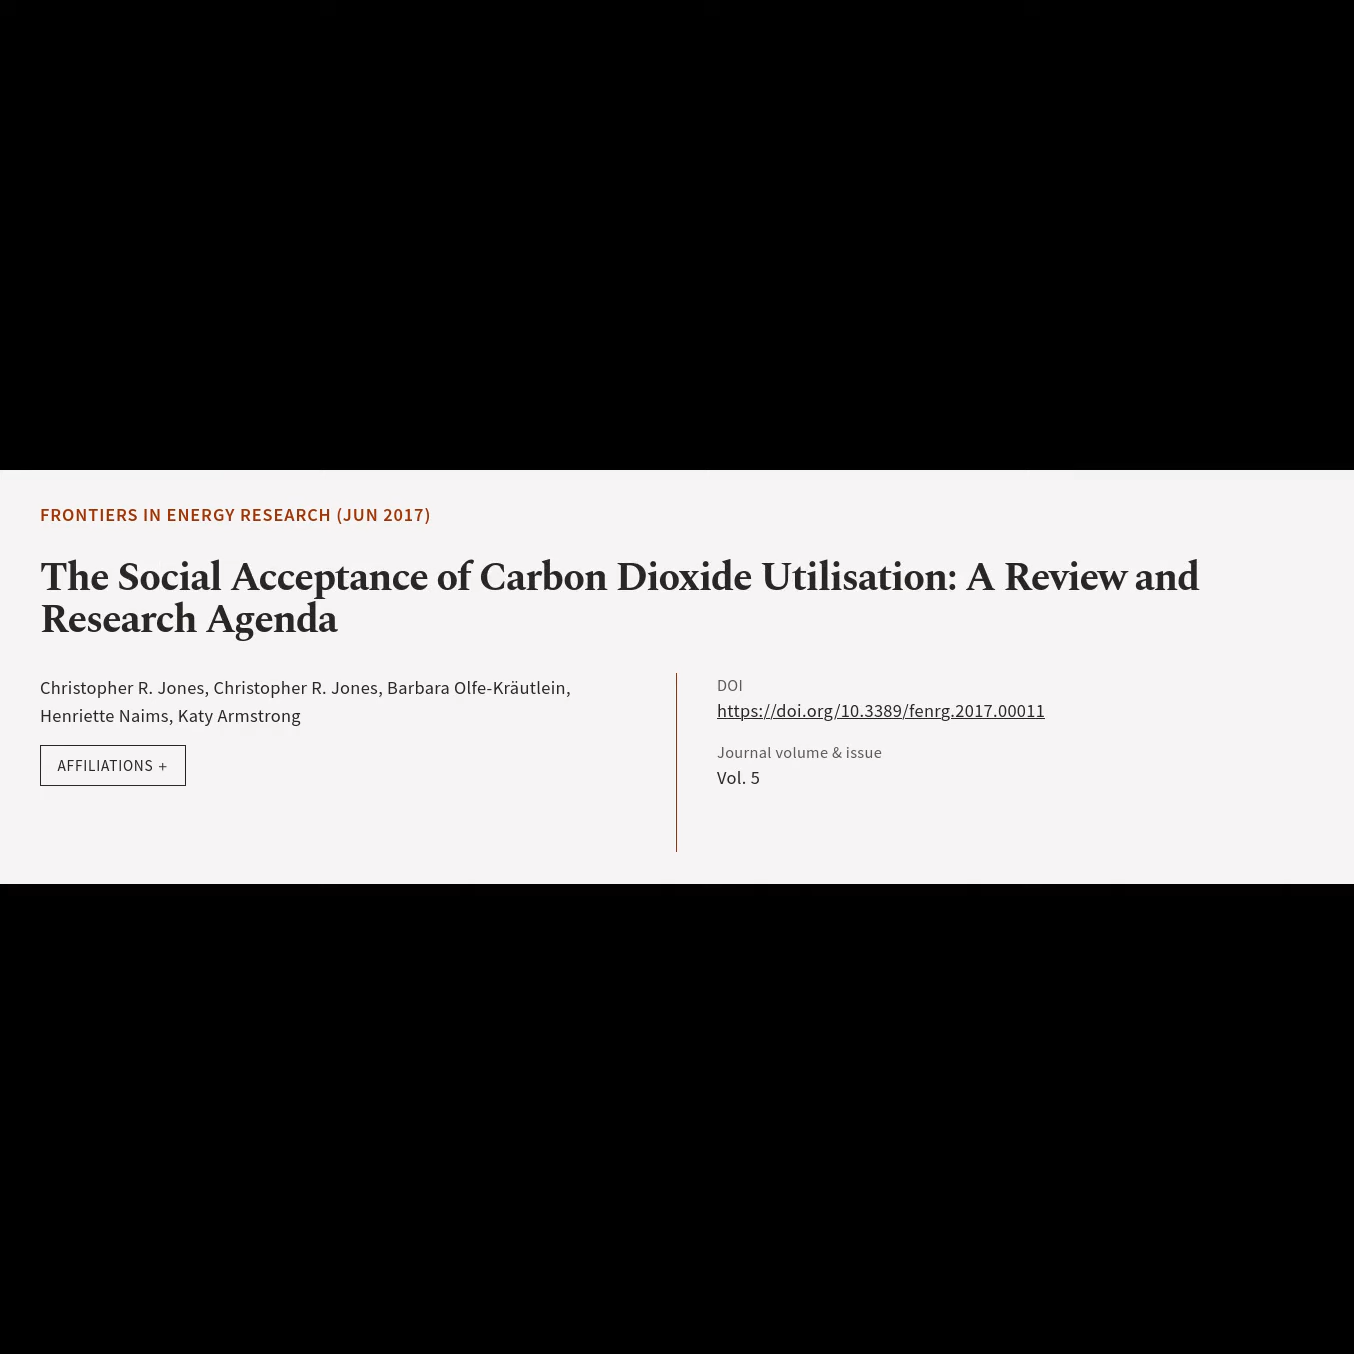 FRONTIERS IN ENERGY RESEARCH (JUN 2017)
The Social Acceptance of Carbon Dioxide Utilisation: A Review and
Research Agenda
Christopher R. Jones, Christopher R. Jones, Barbara Olfe-Kräutlein,
Henriette Naims, Katy Armstrong
AFFILIATIONS +
DOI
https://doi.org/10.3389/fenrg.2017.00011
Journal volume & issue
Vol. 5